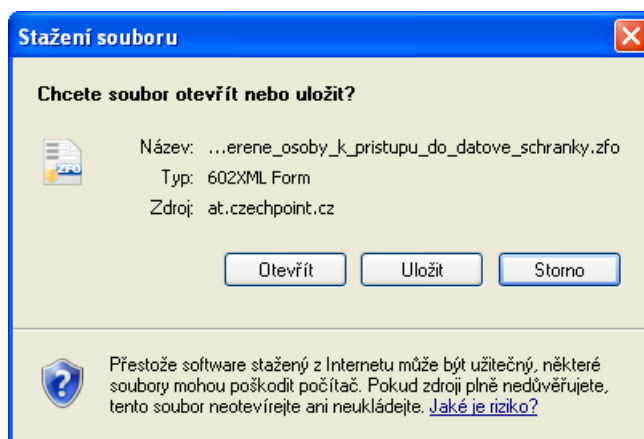 Stažení souboru
Chcete soubor otevřít nebo uložit?
ZFO
Název: ...erene_osoby_k_pristupu_do_datove_schranky.zfo
Typ: 602XML Form
Zdroj: at.czechpoint.cz
Otevřít Uložit Storno
Přestože software stažený z Internetu může být užitečný, některé
soubory mohou poškodit počítač. Pokud zdroji plně nedůvěřujete,
tento soubor neotevírejte ani neukládejte. Jaké je riziko?